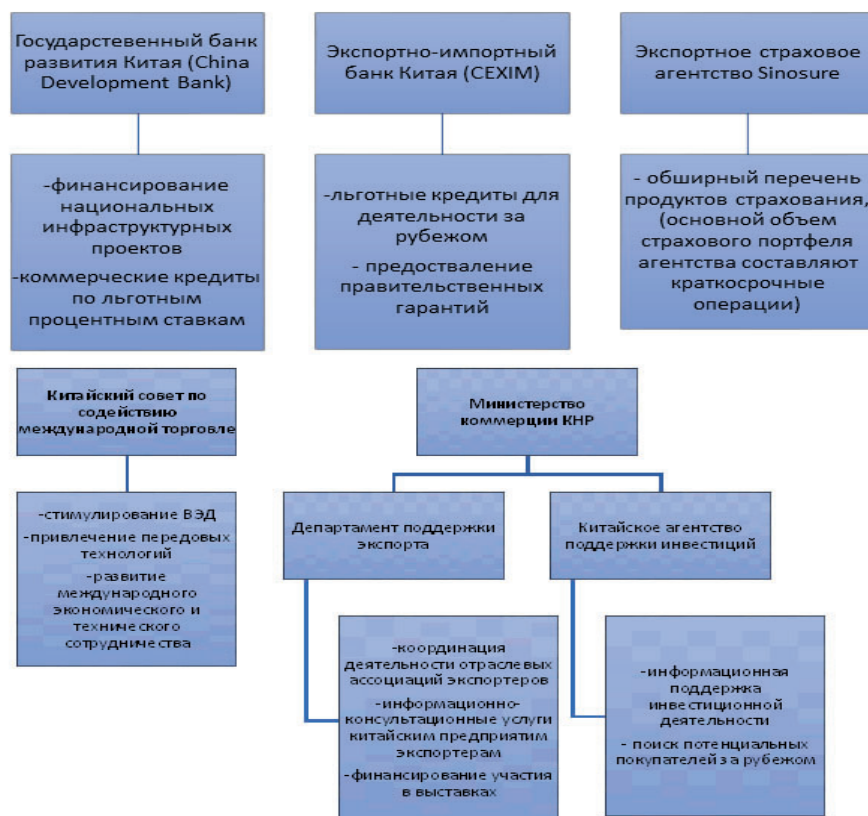 Государстевенный банк
развития Китая (China
Development Bank)
Экспортно-импортный
банк Китая (CEXIM)
Экспортное страховое
агентство Sinosure
-финансирование
национальных
инфраструктурных
проектов
-коммерческие кредиты
по льготным
процентным ставкам
-льготные кредиты для
деятельности за
рубежом
- предоставление
правительственных
гарантий
- обширный перечень
продуктов страхования,
(основной объем
страхового портфеля
агентства составляют
краткосрочные
операции)
Китайский совет по
содействию
международной торговле
-стимулирование ВЭД
-привлечение передовых
технологий
-развитие
международного
экономического и
технического
сотрудничества
Министерство
коммерции КНР
Департамент поддержки
экспорта
Китайское агентство
поддержки инвестиций
-координация
деятельности отраслевых
ассоциаций экспортеров
-информационно-
консультационные услуги
китайским предприятим
экспортерам
-финансирование участия
в выставках
-информационная
поддержка
инвестиционной
деятельности
- поиск потенциальных
покупателей за рубежом